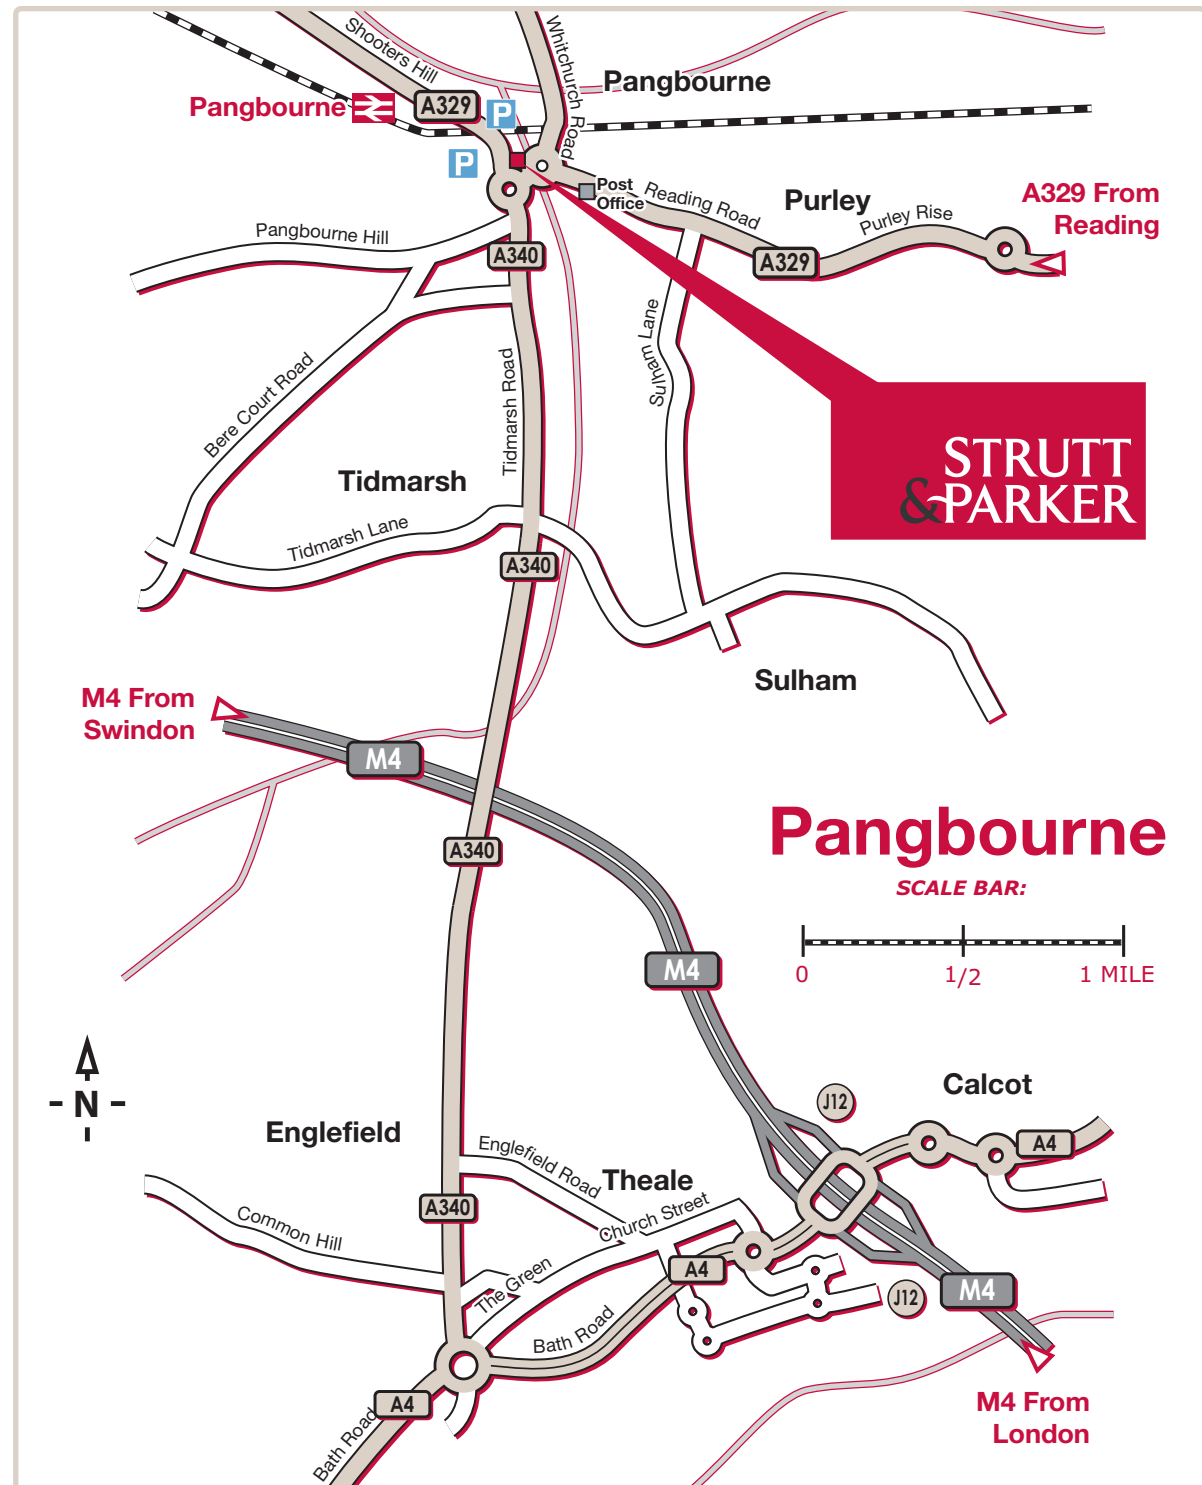 Shooters Hill
Whitchurch Road
Pangbourne
Pangbourne
A329
P
P
Post
Office
Reading Road
Purley
Purley Rise
A329 From
Reading
Pangbourne Hill
A340
A329
Sulham Lane
Bere Court Road
Tidmarsh Road
STRUTT
&PARKER
Tidmarsh
Tidmarsh Lane
A340
Sulham
M4 From
Swindon
M4
Pangbourne
A340
SCALE BAR:
M4
0
1/2
1 MILE
N
Calcot
J12
Englefield
Englefield Road
A4
Theale
Church Street
A340
Common Hill
The Green
A4
M4
J12
Bath Road
A4
Bath Road
M4 From
London